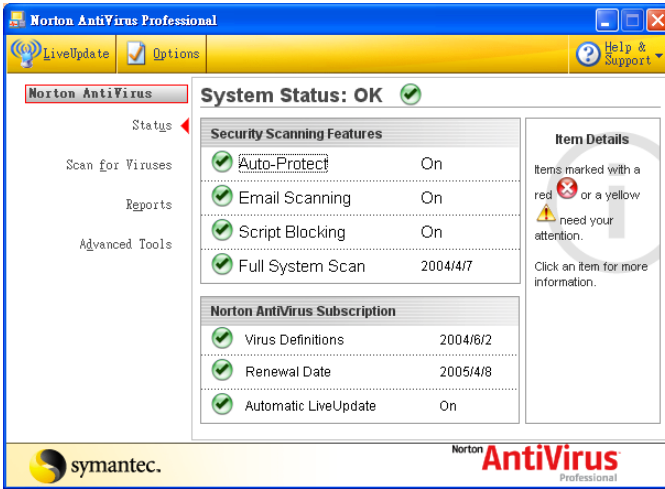 Norton AntiVirus Professional
LiveUpdate
Options
Help &
Support
Norton AntiVirus
Status
Scan for Viruses
Reports
Advanced Tools
System Status: OK
Security Scanning Features
Auto-Protect On
Email Scanning On
Script Blocking On
Full System Scan 2004/4/7
Norton AntiVirus Subscription
Virus Definitions 2004/6/2
Renewal Date 2005/4/8
Automatic LiveUpdate On
Item Details
Items marked with a
red or a yellow
need your
attention.
Click an item for more
information.
symantec.
Norton AntiVirus
Professional